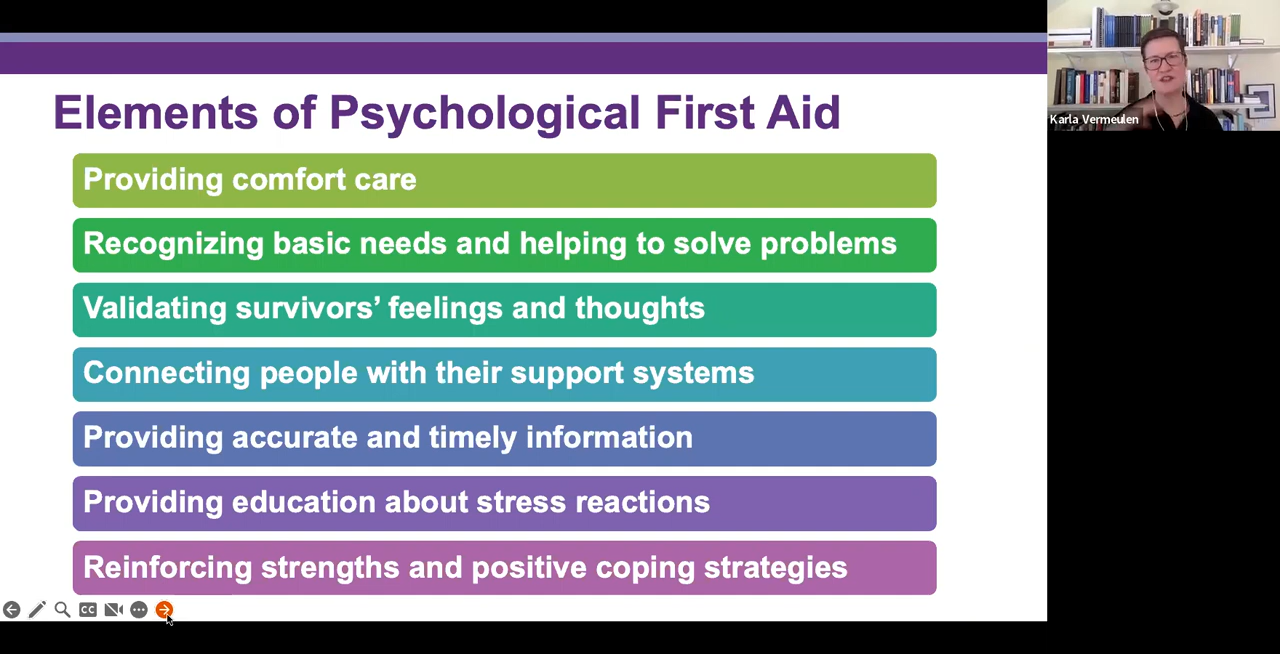 Elements of Psychological First Aid
Providing comfort care
Recognizing basic needs and helping to solve problems
Validating survivors’ feelings and thoughts
Connecting people with their support systems
Providing accurate and timely information
Providing education about stress reactions
Reinforcing strengths and positive coping strategies
CC
Karla Vermeulen